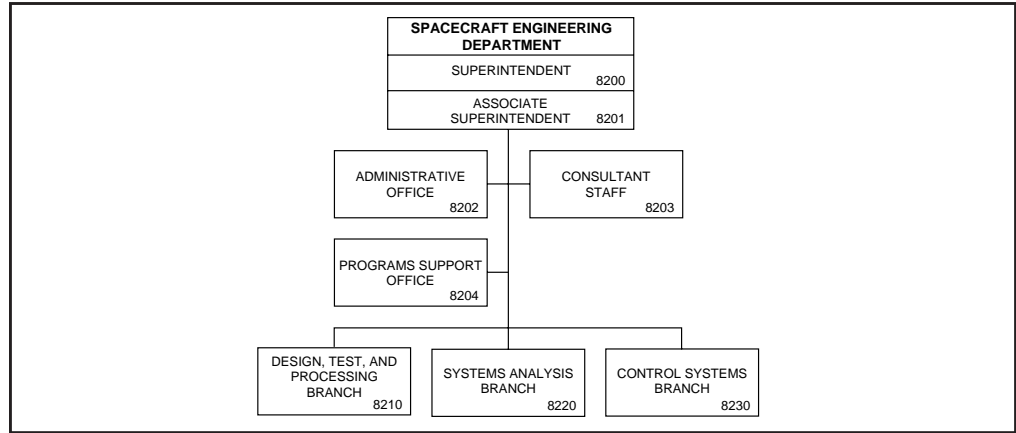 SPACECRAFT ENGINEERING
DEPARTMENT
SUPERINTENDENT
8200
ASSOCIATE
SUPERINTENDENT
8201
ADMINISTRATIVE
OFFICE
8202
CONSULTANT
STAFF
8203
PROGRAMS SUPPORT
OFFICE
8204
DESIGN, TEST, AND
PROCESSING
BRANCH
8210
SYSTEMS ANALYSIS
BRANCH
8220
CONTROL SYSTEMS
BRANCH
8230